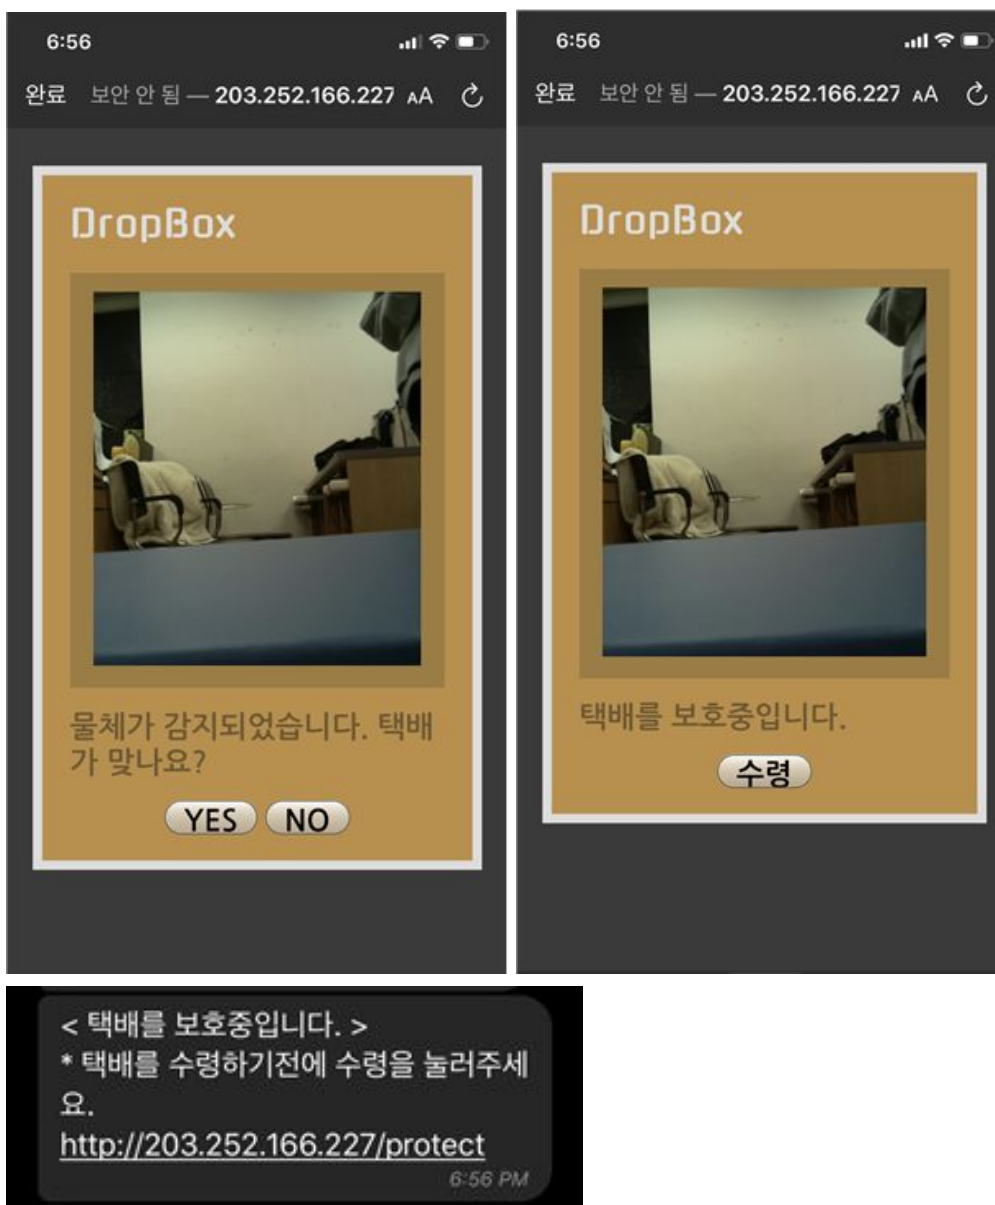 6:56
완료 보안 안 됨 — 203.252.166.227 AA
DropBox
물체가 감지되었습니다. 택배
가 맞나요?
YES NO
6:56
완료 보안 안 됨 — 203.252.166.227 AA
DropBox
택배를 보호중입니다.
수령
< 택배를 보호중입니다. >
* 택배를 수령하기전에 수령을 눌러주세
요.
http://203.252.166.227/protect
6:56 PM